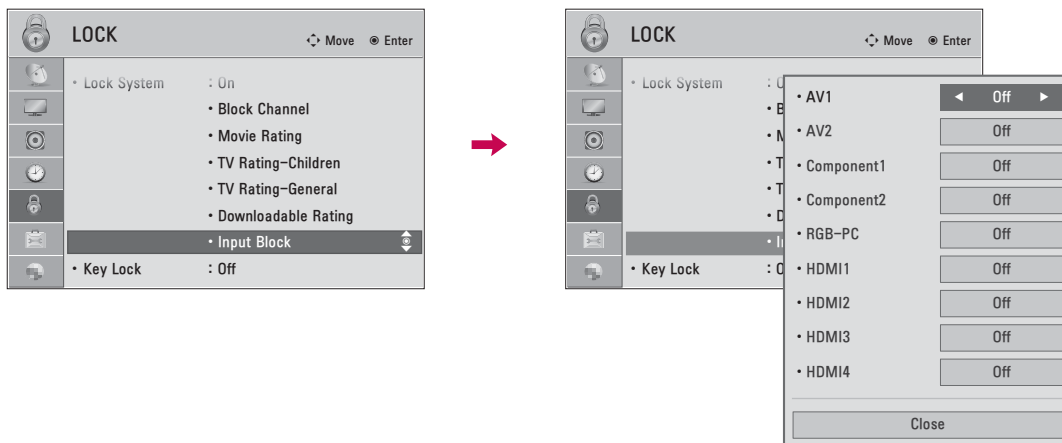 LOCK
Move
Enter
• Lock System : On
• Block Channel
• Movie Rating
• TV Rating-Children
• TV Rating-General
• Downloadable Rating
• Input Block
• Key Lock : Off
LOCK
Move
Enter
• Lock System :
• Key Lock :
• AV1 ◄ Off ►
• AV2 Off
• Component1 Off
• Component2 Off
• RGB-PC Off
• HDMI1 Off
• HDMI2 Off
• HDMI3 Off
• HDMI4 Off
Close